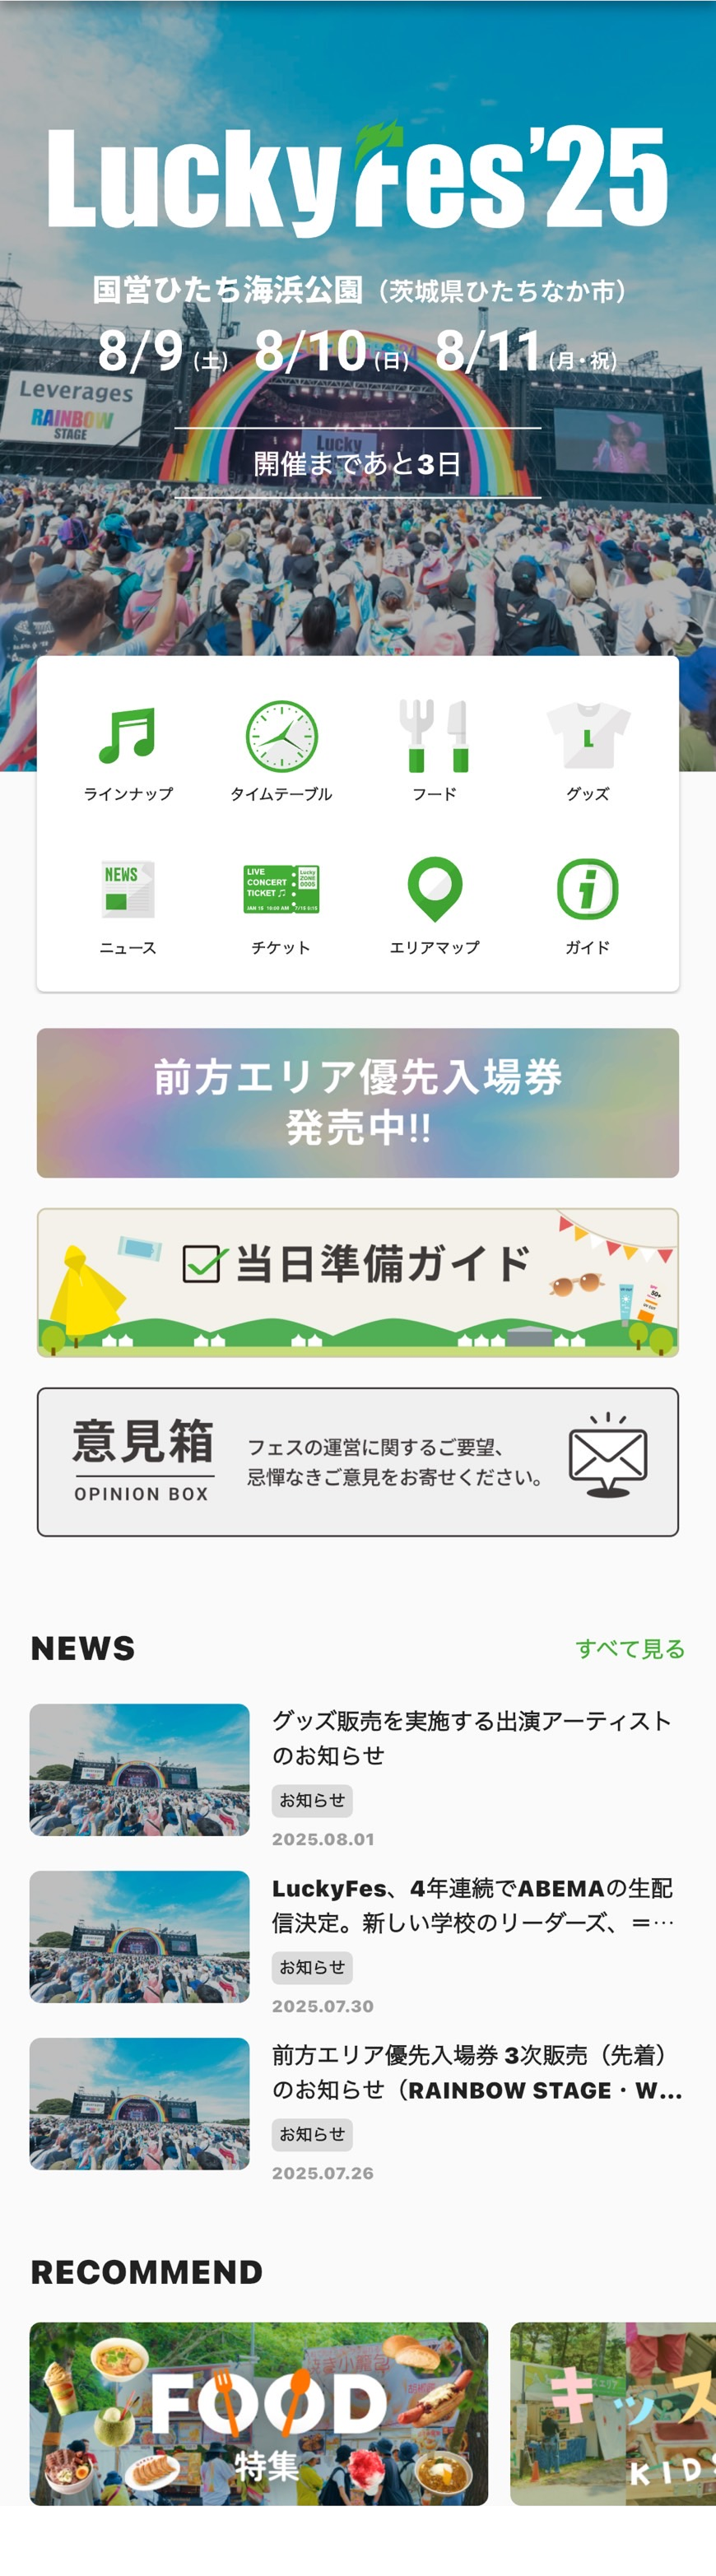 LuckyFes'25
国営ひたち海浜公園（茨城県ひたちなか市）
8/9(土) 8/10(日) 8/11(月・祝)
Leverages
RAINBOW
STAGE
Lucky
開催まであと3日
ラインナップ
タイムテーブル
フード
L
グッズ
NEWS
ニュース
LIVE
CONCERT
TICKET
Lucky
ZONE
0005
チケット
エリアマップ
ガイド
前方エリア優先入場券
発売中!!
当日準備ガイド
50+
意見箱
OPINION BOX
フェスの運営に関するご要望、
忌憚なきご意見をお寄せください。
NEWS
すべて見る
グッズ販売を実施する出演アーティスト
のお知らせ
お知らせ
2025.08.01
LuckyFes、4年連続でABEMAの生配
信決定。新しい学校のリーダーズ、＝…
お知らせ
2025.07.30
前方エリア優先入場券 3次販売（先着）
のお知らせ（RAINBOW STAGE・W...
お知らせ
2025.07.26
RECOMMEND
FOOD
特集
キッズ
KIDS